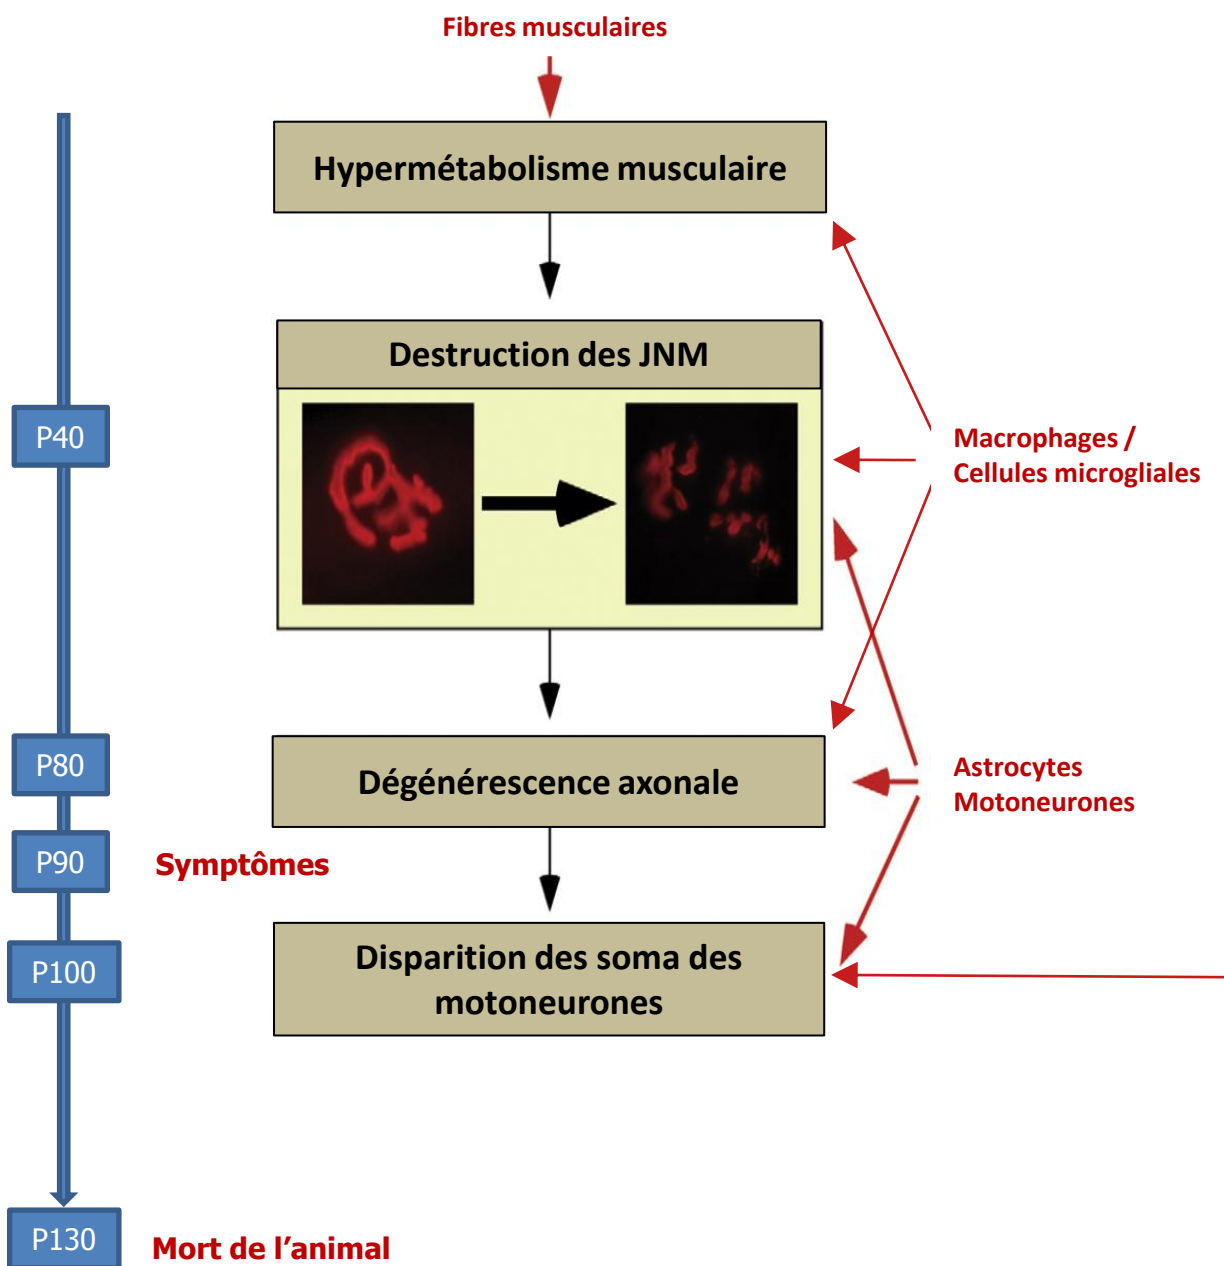 Fibres musculaires
Hypermétabolisme musculaire
Destruction des JNM
P40
Macrophages /
Cellules microgliales
P80
Dégénérescence axonale
Astrocytes
Motoneurones
P90
Symptômes
P100
Disparition des soma des
motoneurones
P130
Mort de l’animal